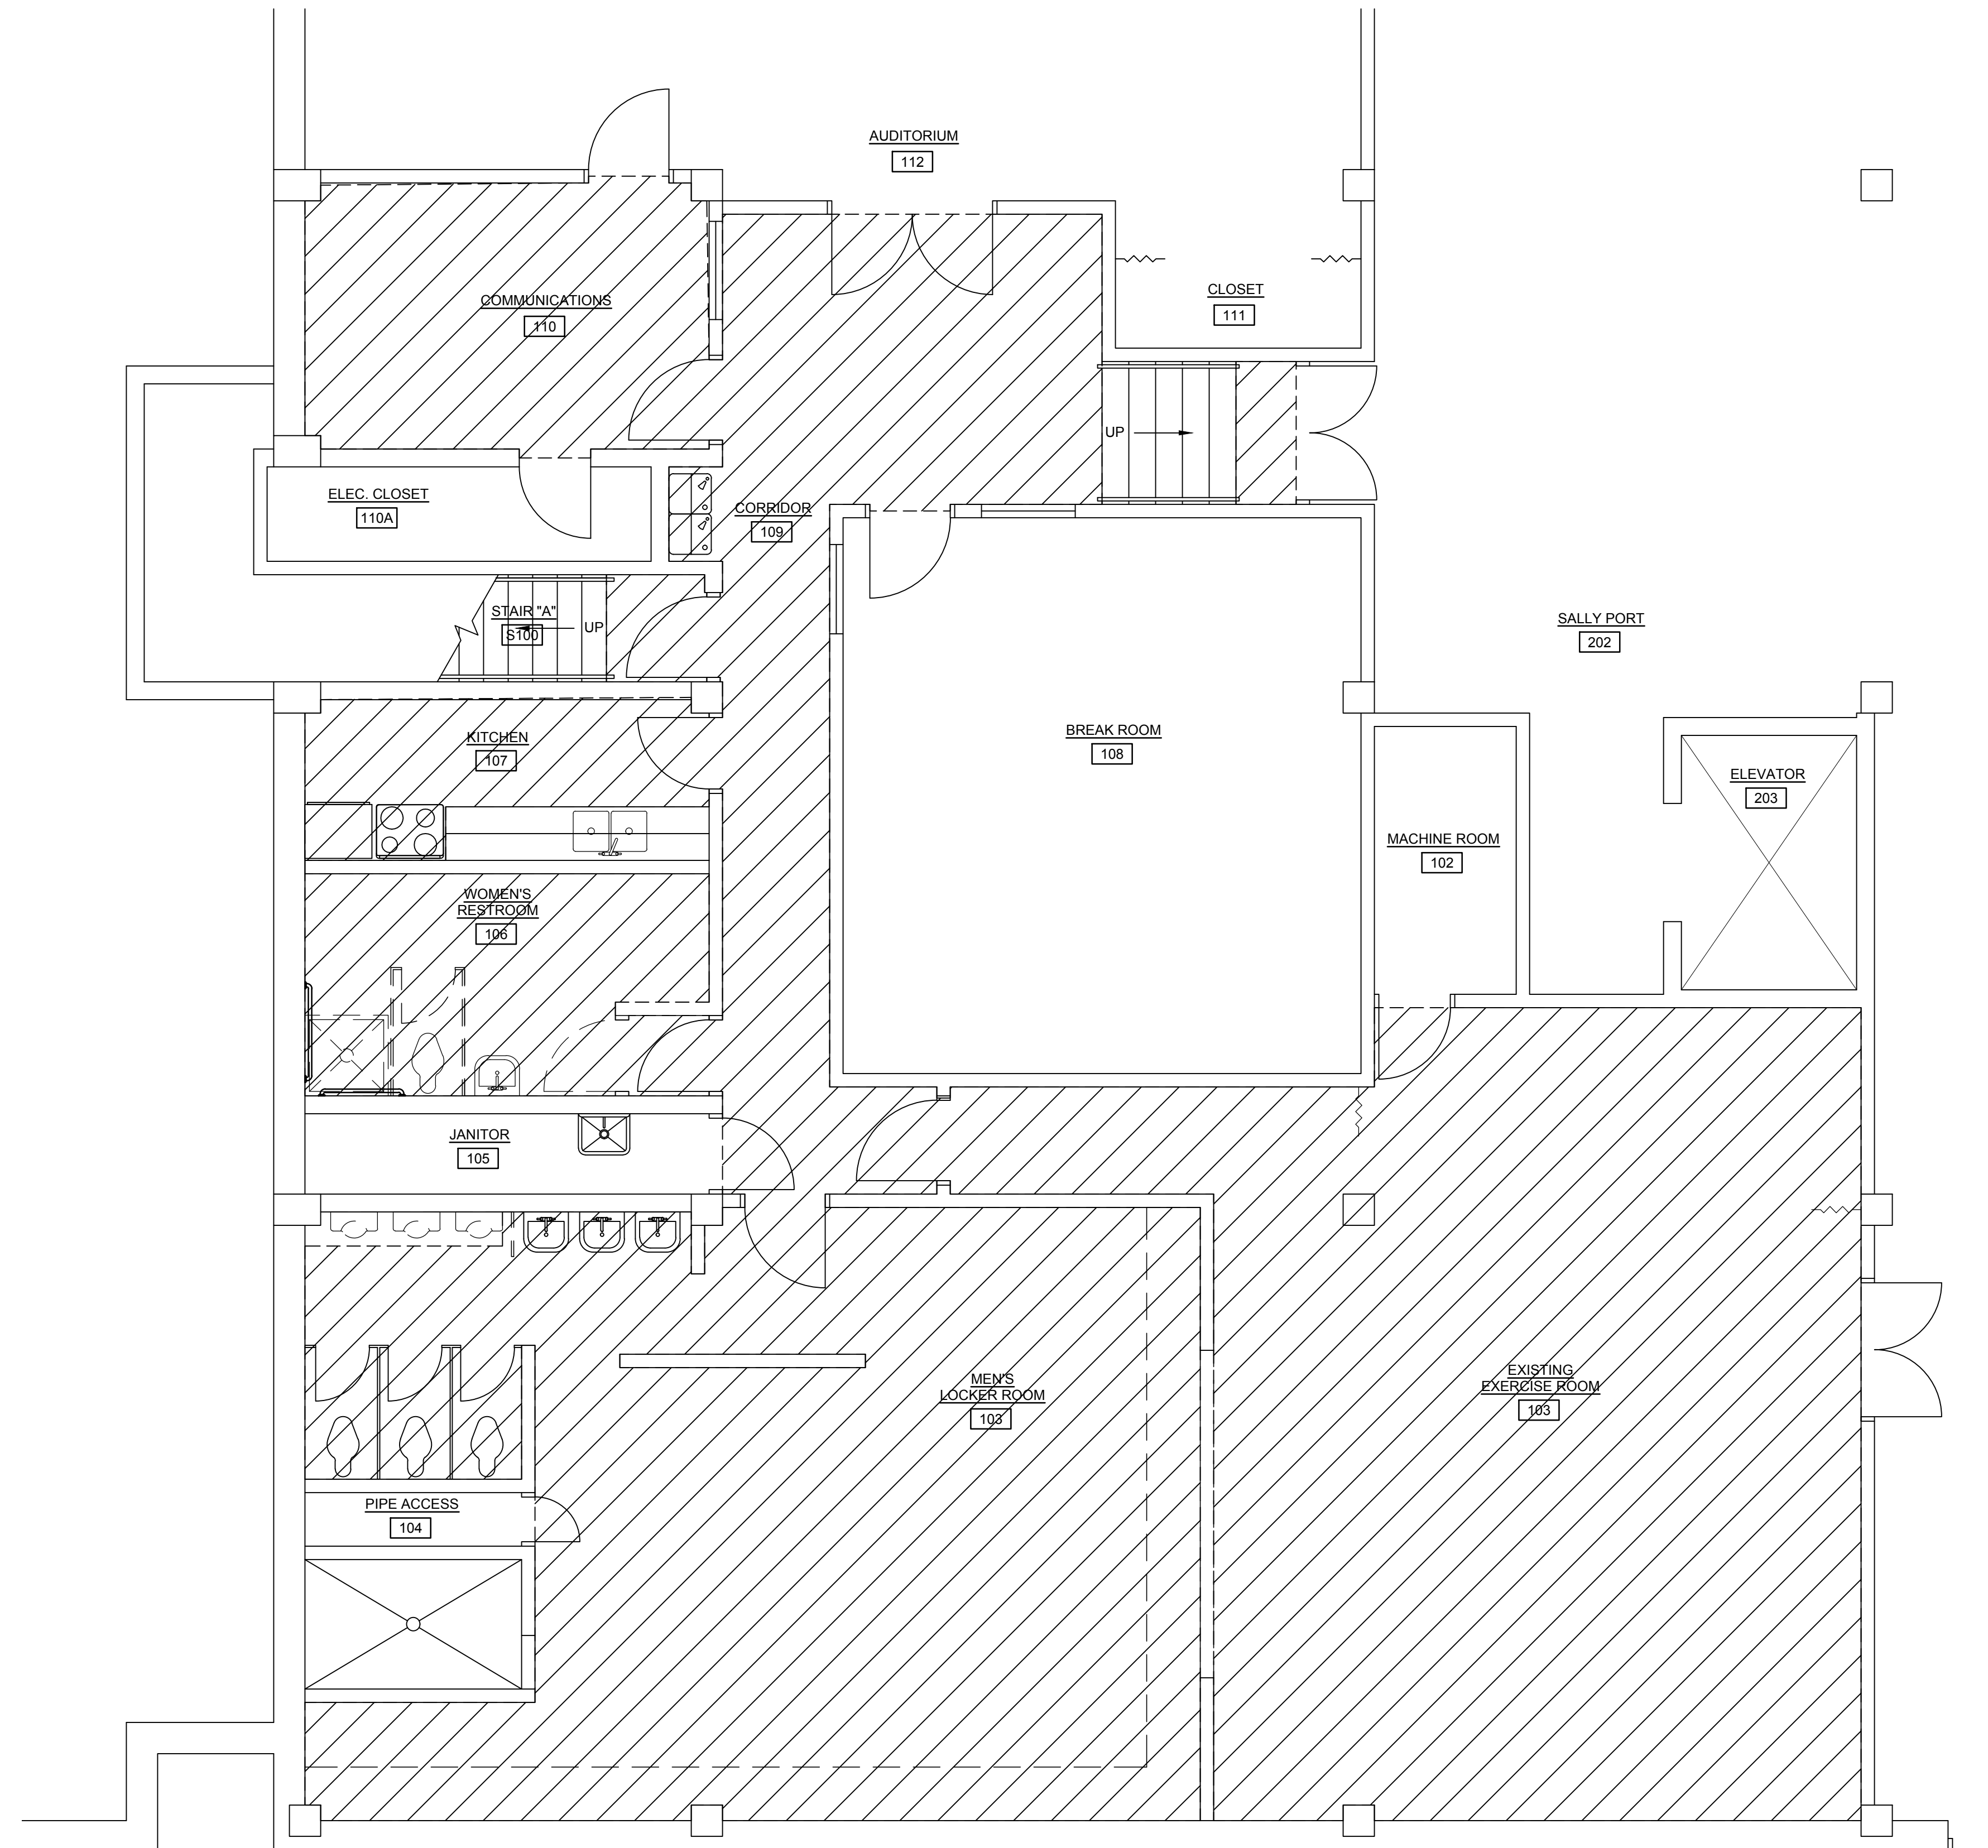 AUDITORIUM
112
COMMUNICATIONS
110
CLOSET
111
UP
ELEC. CLOSET
110A
CORRIDOR
109
STAIR "A"
S100
UP
SALLY PORT
202
KITCHEN
107
BREAK ROOM
108
ELEVATOR
203
MACHINE ROOM
102
WOMEN'S
RESTROOM
106
JANITOR
105
MEN'S
LOCKER ROOM
103
EXISTING
EXERCISE ROOM
103
PIPE ACCESS
104